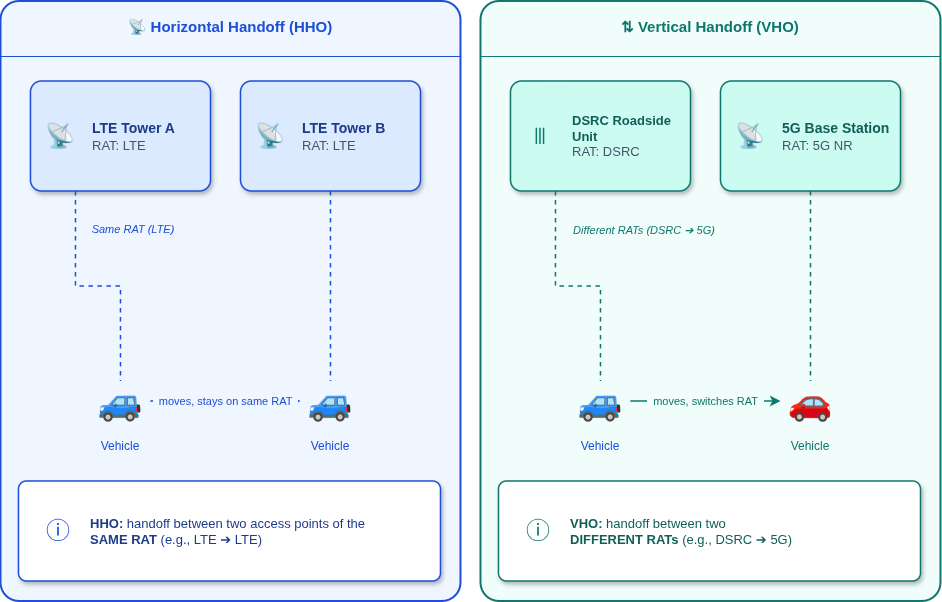 📡 Horizontal Handoff (HHO)
LTE Tower A
RAT: LTE
LTE Tower B
RAT: LTE
Same RAT (LTE)
moves, stays on same RAT
Vehicle
Vehicle
HHO: handoff between two access points of the
SAME RAT (e.g., LTE ➔ LTE)
⇅ Vertical Handoff (VHO)
DSRC Roadside
Unit
RAT: DSRC
5G Base Station
RAT: 5G NR
Different RATs (DSRC ➔ 5G)
moves, switches RAT
Vehicle
Vehicle
VHO: handoff between two
DIFFERENT RATs (e.g., DSRC ➔ 5G)